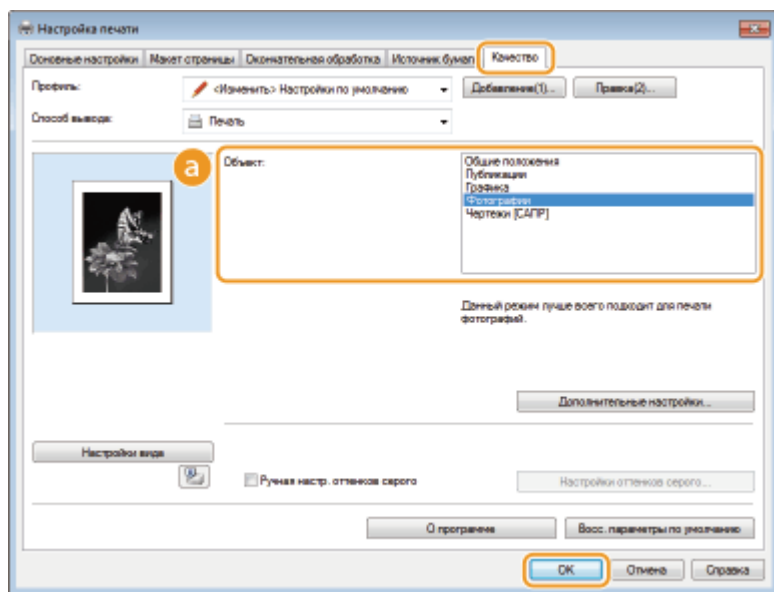 Настройка печати
Основные настройки Макет страницы Окончательная обработка Источник бумаги Качество
Профиль: <Изменить> Настройки по умолчанию Добавление(1)... Правка(2)...
Способ вывода: Печать
a Объект: Общие положения
Публикации
Графика
Фотографии
Чертежи [САПР]
Данный режим лучше всего подходит для печати
фотографий.
Дополнительные настройки...
Настройки вида
Ручная настр. оттенков серого Настройки оттенков серого...
О программе Восс. параметры по умолчанию
OK Отмена Справка